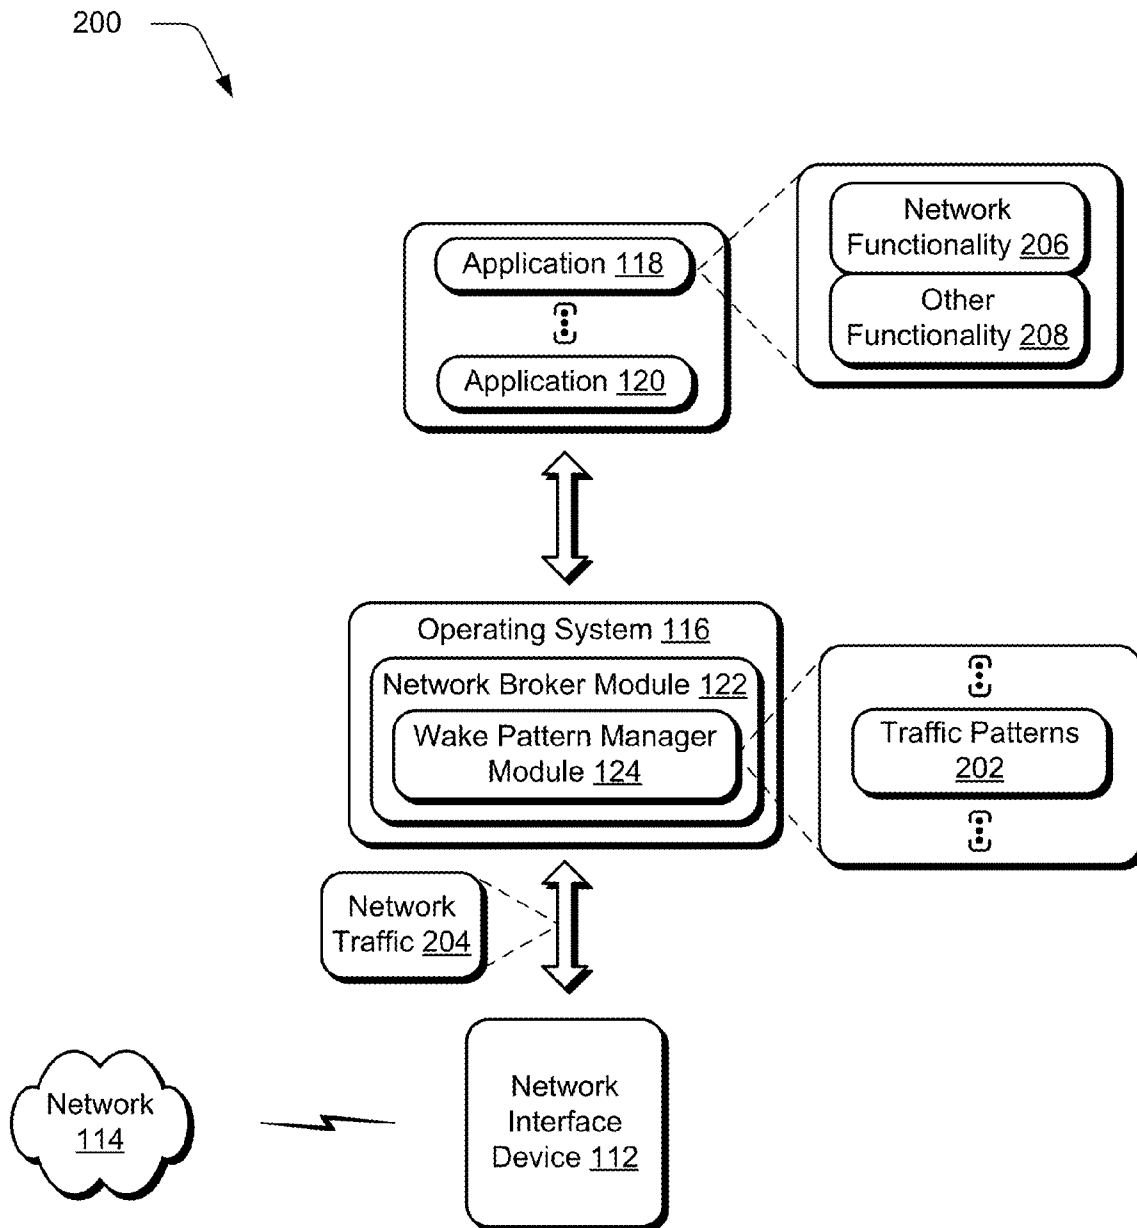 200
Network
Functionality 206
Application 118
Other
Functionality 208
Application 120
Operating System 116
Network Broker Module 122
Wake Pattern Manager
Module 124
Traffic Patterns
202
Network
Traffic 204
Network
Interface
Device 112
Network
114